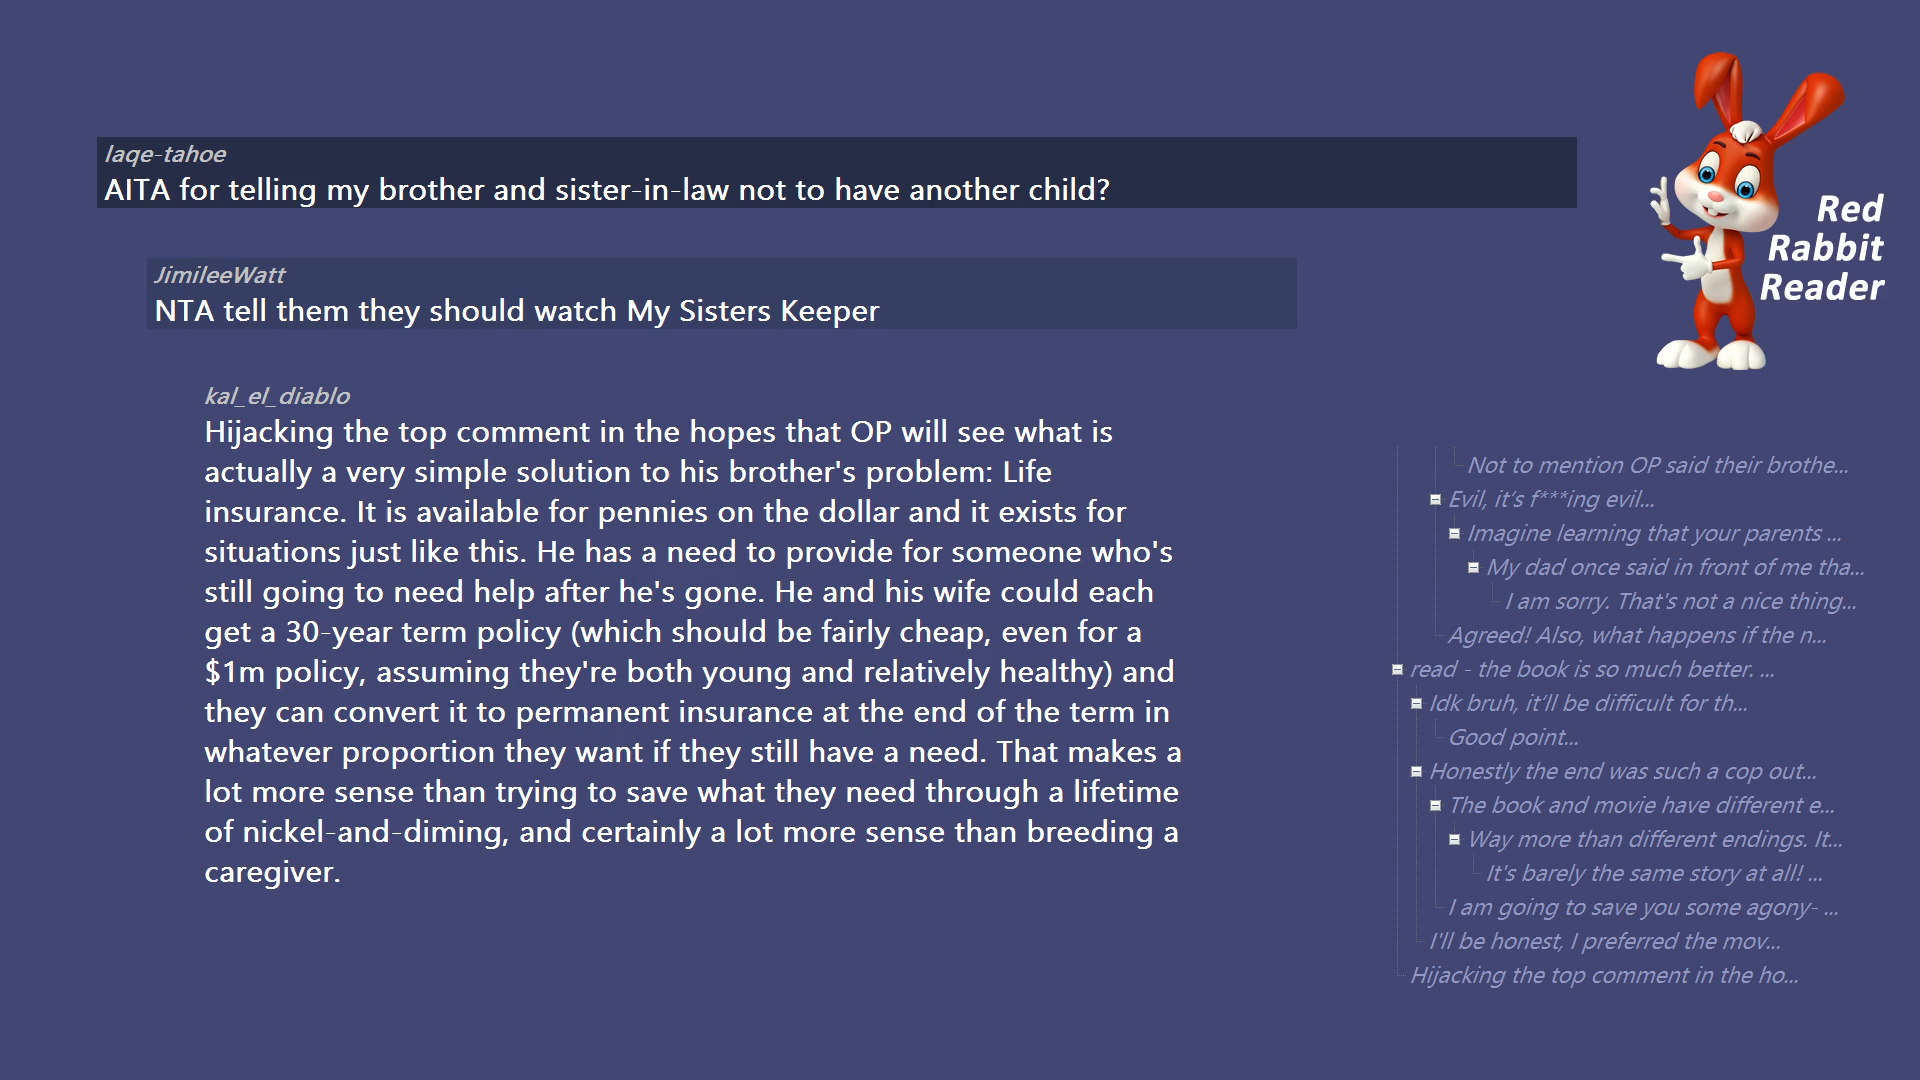 laqe-tahoe
AITA for telling my brother and sister-in-law not to have another child?
JimileeWatt
NTA tell them they should watch My Sisters Keeper
kal_el_diablo
Hijacking the top comment in the hopes that OP will see what is
actually a very simple solution to his brother's problem: Life
insurance. It is available for pennies on the dollar and it exists for
situations just like this. He has a need to provide for someone who's
still going to need help after he's gone. He and his wife could each
get a 30-year term policy (which should be fairly cheap, even for a
$1m policy, assuming they're both young and relatively healthy) and
they can convert it to permanent insurance at the end of the term in
whatever proportion they want if they still have a need. That makes a
lot more sense than trying to save what they need through a lifetime
of nickel-and-diming, and certainly a lot more sense than breeding a
caregiver.
Red
Rabbit
Reader
Not to mention OP said their brothe...
Evil, it’s f***ing evil...
Imagine learning that your parents ...
My dad once said in front of me tha...
I am sorry. That's not a nice thing...
Agreed! Also, what happens if the n...
read - the book is so much better. ...
Idk bruh, it’ll be difficult for th...
Good point...
Honestly the end was such a cop out...
The book and movie have different e...
Way more than different endings. It...
It's barely the same story at all! ...
I am going to save you some agony- ...
I'll be honest, I preferred the mov...
Hijacking the top comment in the ho...